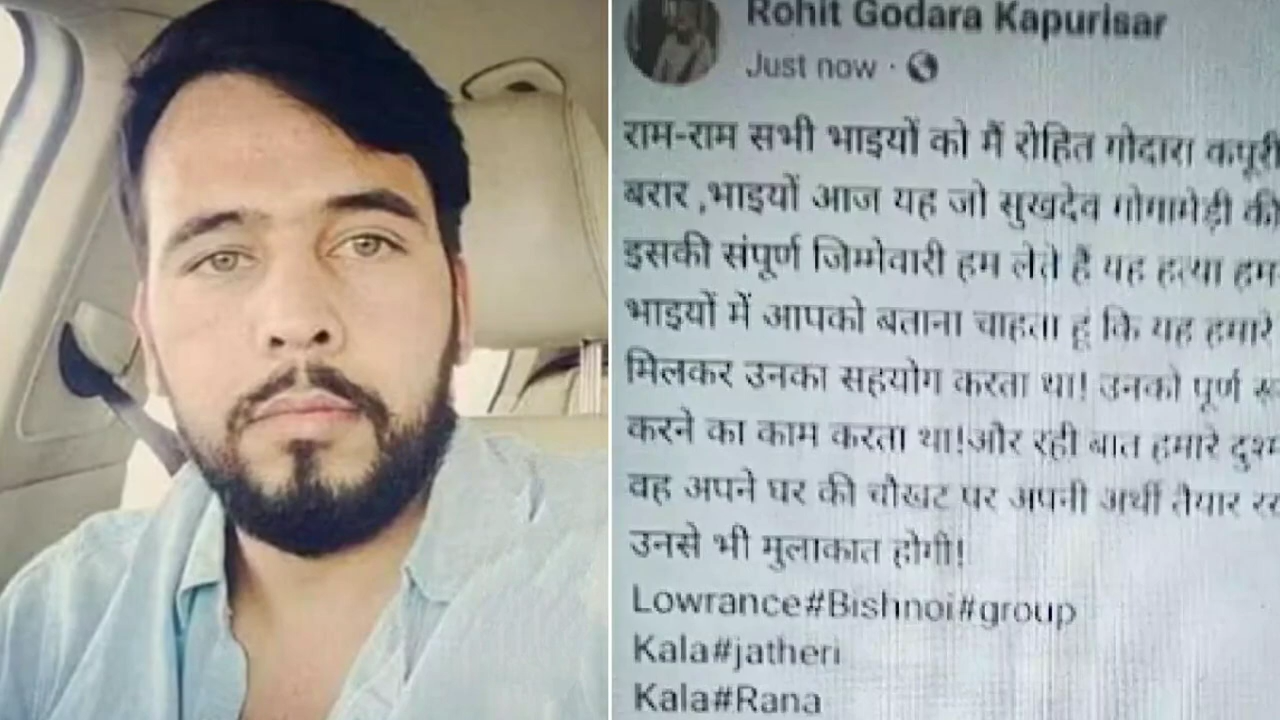 Rohit Godara Kapurisar
Just now ·
राम-राम सभी भाइयों को मैं रोहित गोदारा कपूरी
बरार ,भाइयों आज यह जो सुखदेव गोगामेड़ी की
इसकी संपूर्ण जिम्मेवारी हम लेते हैं यह हत्या हम
भाइयों में आपको बताना चाहता हूं कि यह हमारे
मिलकर उनका सहयोग करता था! उनको पूर्ण
करने का काम करता था!और रही बात हमारे दुश्म
वह अपने घर की चौखट पर अपनी अर्थी तैयार
उनसे भी मुलाकात होगी!
Lowrance#Bishnoi#group
Kala#jatheri
Kala#Rana